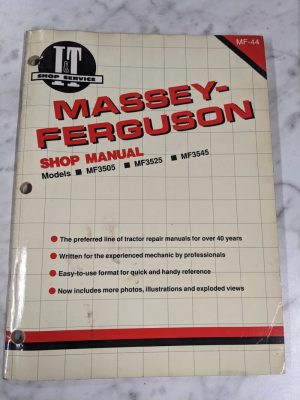 MF-44
I&T
SHOP SERVICE
MASSEY-
FERGUSON
SHOP MANUAL
Models ■ MF3505 ■ MF3525 ■ MF3545
● The preferred line of tractor repair manuals for over 40 years
● Written for the experienced mechanic by professionals
● Easy-to-use format for quick and handy reference
● Now includes more photos, illustrations and exploded views